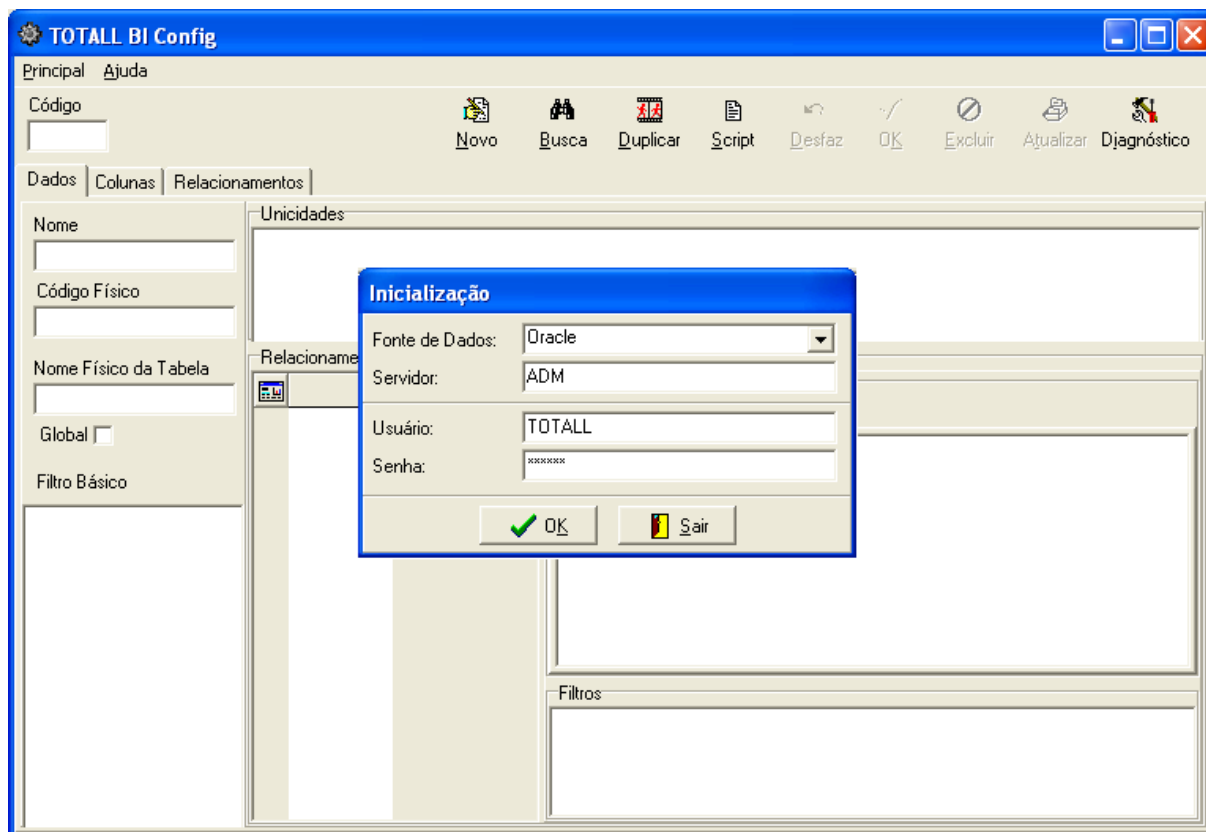 TOTALL BI Config
Principal Ajuda
Código
Novo Busca Duplicar Script Desfaz OK Excluir Atualizar Diagnóstico
Dados Colunas Relacionamentos
Nome
Unicidades
Código Físico
Inicialização
Fonte de Dados: Oracle
Nome Físico da Tabela
Relacioname
Servidor: ADM
Global
Usuário: TOTALL
Senha: ******
Filtro Básico
OK Sair
Filtros